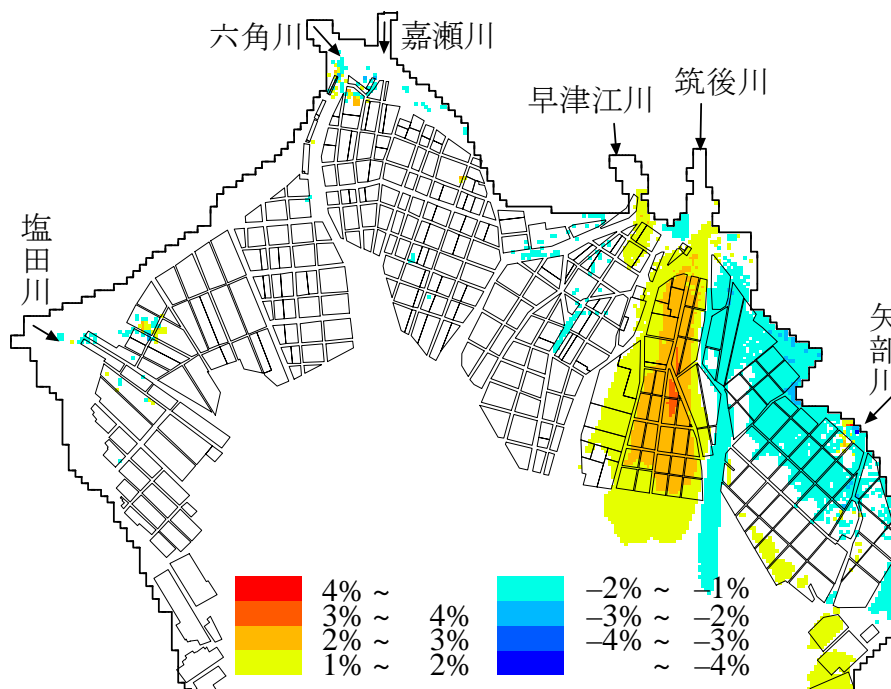 六角川
嘉瀬川
早津江川
筑後川
塩田川
矢部川
4% ~
3% ~ 4%
2% ~ 3%
1% ~ 2%
–2% ~ –1%
–3% ~ –2%
–4% ~ –3%
~ –4%